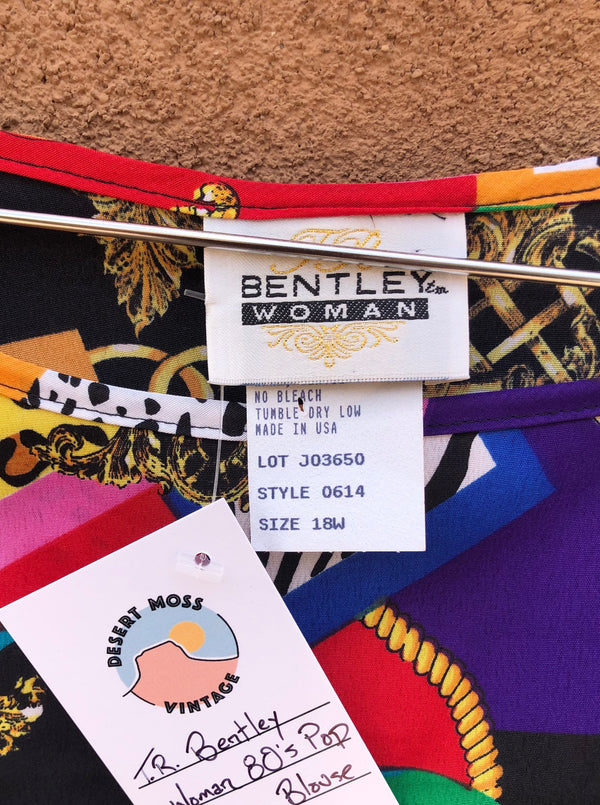 BENTLEY t.m.
WOMAN
NO BLEACH
TUMBLE DRY LOW
MADE IN USA
LOT J03650
STYLE 0614
SIZE 18W
DESERT MOSS
VINTAGE
T.R. Bentley
Woman 80's Pop
Blouse